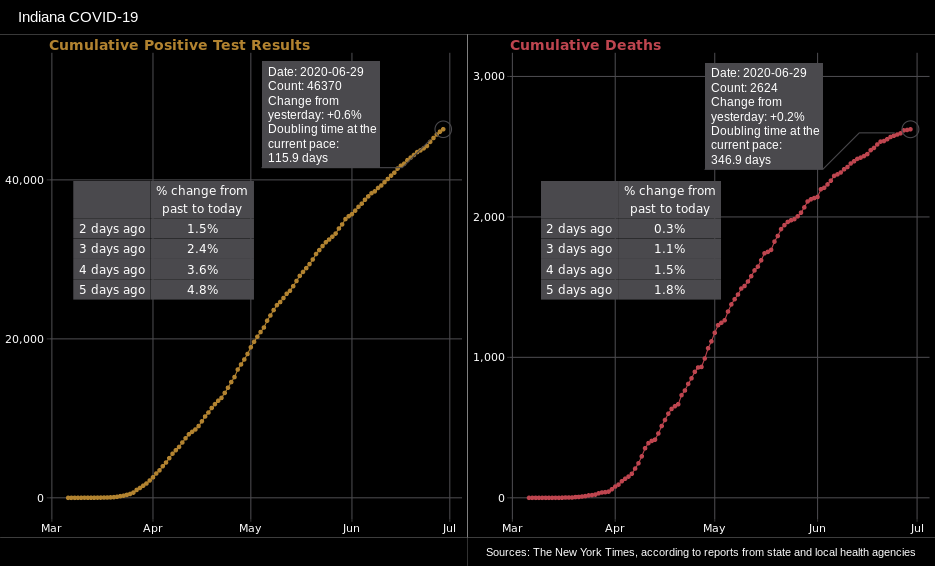 Indiana COVID-19
Cumulative Positive Test Results
Date: 2020-06-29
Count: 46370
Change from
yesterday: +0.6%
Doubling time at the
current pace:
115.9 days
% change from
past to today
2 days ago 1.5%
3 days ago 2.4%
4 days ago 3.6%
5 days ago 4.8%
40,000
20,000
0
Mar Apr May Jun Jul
Cumulative Deaths
Date: 2020-06-29
Count: 2624
Change from
yesterday: +0.2%
Doubling time at the
current pace:
346.9 days
% change from
past to today
2 days ago 0.3%
3 days ago 1.1%
4 days ago 1.5%
5 days ago 1.8%
3,000
2,000
1,000
0
Mar Apr May Jun Jul
Sources: The New York Times, according to reports from state and local health agencies